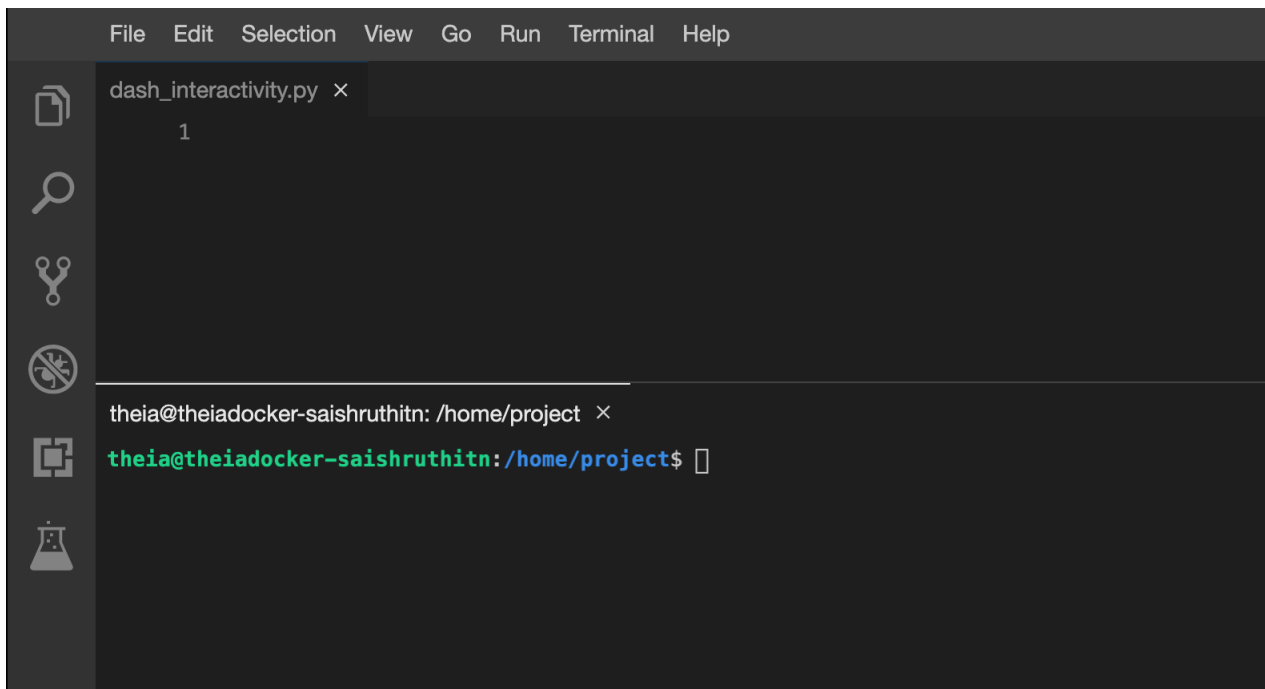 File Edit Selection View Go Run Terminal Help
dash_interactivity.py ×
1
theia@theiadocker-saishruthitn: /home/project ×
theia@theiadocker-saishruthitn:/home/project$